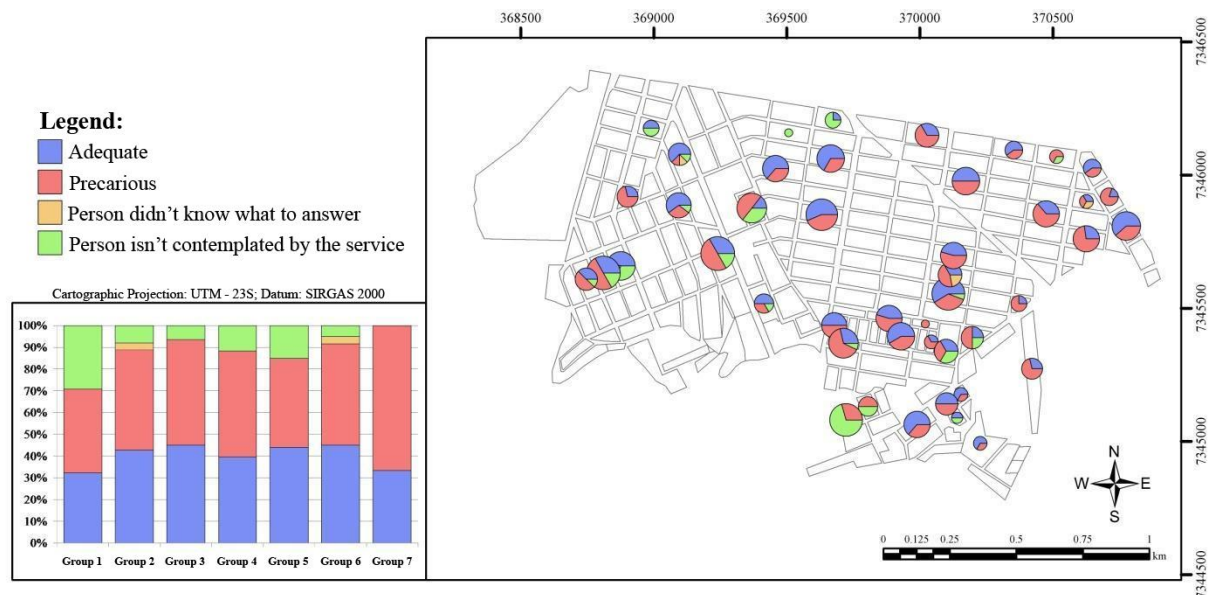 368500 369000 369500 370000 370500
7346500
7346000
7345500
7345000
7344500
Legend:
Adequate
Precarious
Person didn't know what to answer
Person isn't contemplated by the service
Cartographic Projection: UTM - 23S; Datum: SIRGAS 2000
100%
90%
80%
70%
60%
50%
40%
30%
20%
10%
0%
Group 1 Group 2 Group 3 Group 4 Group 5 Group 6 Group 7
N
W E
S
0 0.125 0.25 0.5 0.75 1
km